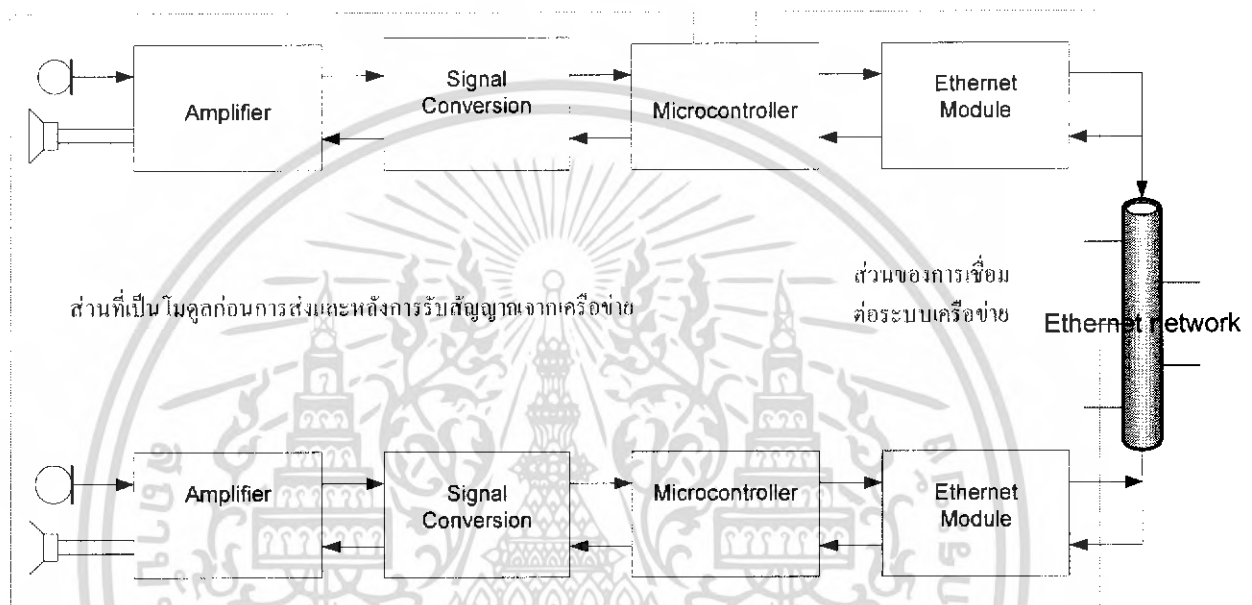 Amplifier
Signal
Conversion
Microcontroller
Ethernet
Module
ส่วนที่เป็นโมดูลก่อนการส่งและหลังการรับสัญญาณจากเครือข่าย
ส่วนของการเชื่อม
ต่อระบบเครือข่าย
Ethernet network
Amplifier
Signal
Conversion
Microcontroller
Ethernet
Module